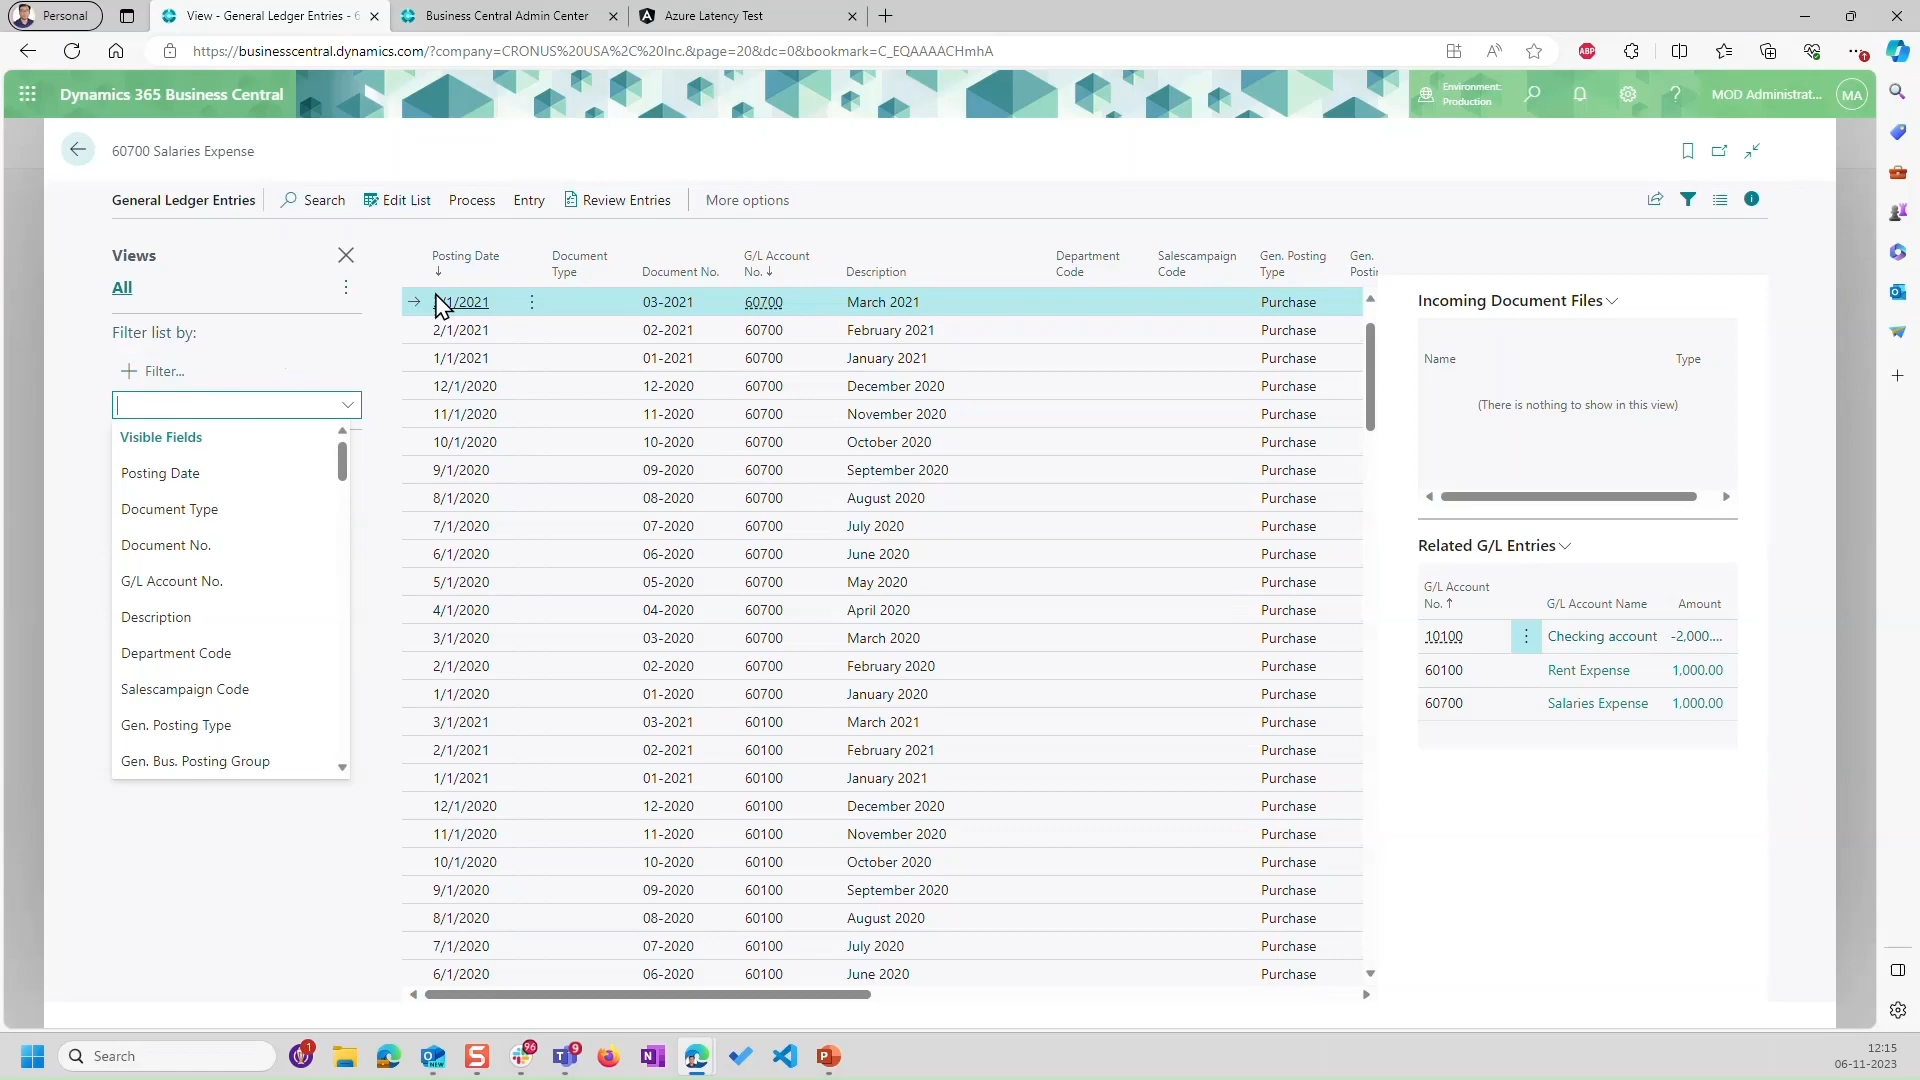 Personal
View - General Ledger Entries - 6
Business Central Admin Center
Azure Latency Test
https://businesscentral.dynamics.com/?company=CRONUS%20USA%2C%20Inc.&page=20&dc=0&bookmark=C_EQAAAACHmhA
ABP
Dynamics 365 Business Central
Environment:
Production
MOD Administrat...
MA
60700 Salaries Expense
General Ledger Entries
Search
Edit List
Process
Entry
Review Entries
More options
Views
All
Filter list by:
Filter...
Visible Fields
Posting Date
Document Type
Document No.
G/L Account No.
Description
Department Code
Salescampaign Code
Gen. Posting Type
Gen. Bus. Posting Group
Posting Date ↓
Document Type
Document No.
G/L Account No. ↓
Description
Department Code
Salescampaign Code
Gen. Posting Type
Gen.
/1/2021 03-2021 60700 March 2021 Purchase
2/1/2021 02-2021 60700 February 2021 Purchase
1/1/2021 01-2021 60700 January 2021 Purchase
12/1/2020 12-2020 60700 December 2020 Purchase
11/1/2020 11-2020 60700 November 2020 Purchase
10/1/2020 10-2020 60700 October 2020 Purchase
9/1/2020 09-2020 60700 September 2020 Purchase
8/1/2020 08-2020 60700 August 2020 Purchase
7/1/2020 07-2020 60700 July 2020 Purchase
6/1/2020 06-2020 60700 June 2020 Purchase
5/1/2020 05-2020 60700 May 2020 Purchase
4/1/2020 04-2020 60700 April 2020 Purchase
3/1/2020 03-2020 60700 March 2020 Purchase
2/1/2020 02-2020 60700 February 2020 Purchase
1/1/2020 01-2020 60700 January 2020 Purchase
3/1/2021 03-2021 60100 March 2021 Purchase
2/1/2021 02-2021 60100 February 2021 Purchase
1/1/2021 01-2021 60100 January 2021 Purchase
12/1/2020 12-2020 60100 December 2020 Purchase
11/1/2020 11-2020 60100 November 2020 Purchase
10/1/2020 10-2020 60100 October 2020 Purchase
9/1/2020 09-2020 60100 September 2020 Purchase
8/1/2020 08-2020 60100 August 2020 Purchase
7/1/2020 07-2020 60100 July 2020 Purchase
6/1/2020 06-2020 60100 June 2020 Purchase
Incoming Document Files
Name Type
(There is nothing to show in this view)
Related G/L Entries
G/L Account No. ↑
G/L Account Name
Amount
10100 Checking account -2,000....
60100 Rent Expense 1,000.00
60700 Salaries Expense 1,000.00
Search
1
96
9
12:15
06-11-2023